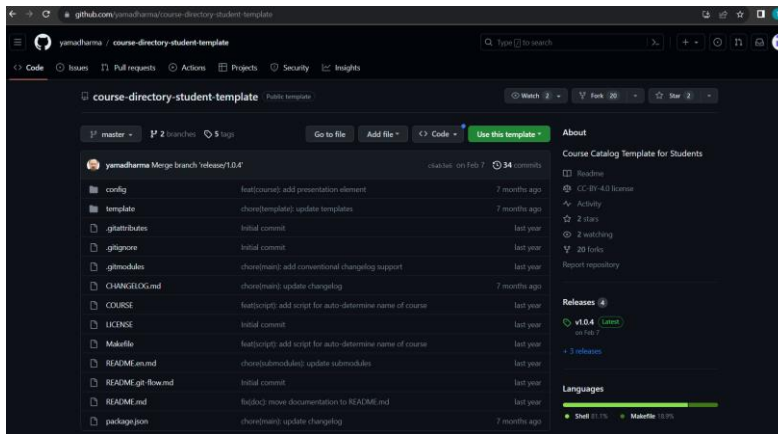 github.com/yamadharma/course-directory-student-template
yamadharma / course-directory-student-template
Type / to search
Code Issues Pull requests Actions Projects Security Insights
course-directory-student-template Public template
Watch 2 Fork 20 Star 2
master 2 branches 5 tags Go to file Add file Code Use this template
yamadharma Merge branch 'release/1.0.4' on Feb 7 34 commits
config feat(course): add presentation element 7 months ago
template chore(template): update templates 7 months ago
.gitattributes Initial commit last year
.gitignore Initial commit last year
.gitmodules chore(main): add conventional changelog support last year
CHANGELOG.md chore(main): update changelog 7 months ago
COURSE feat(script): add script for auto-determine name of course last year
LICENSE Initial commit last year
Makefile feat(script): add script for auto-determine name of course last year
README.en.md chore(submodules): update submodules last year
README.git-flow.md Initial commit last year
README.md fix(doc): move documentation to README.md last year
package.json chore(main): update changelog 7 months ago
About
Course Catalog Template for Students
Readme
CC-BY-4.0 license
Activity
2 stars
2 watching
20 forks
Report repository
Releases 4
v1.0.4 Latest
on Feb 7
+ 3 releases
Languages
Shell 81.1% Makefile 18.9%